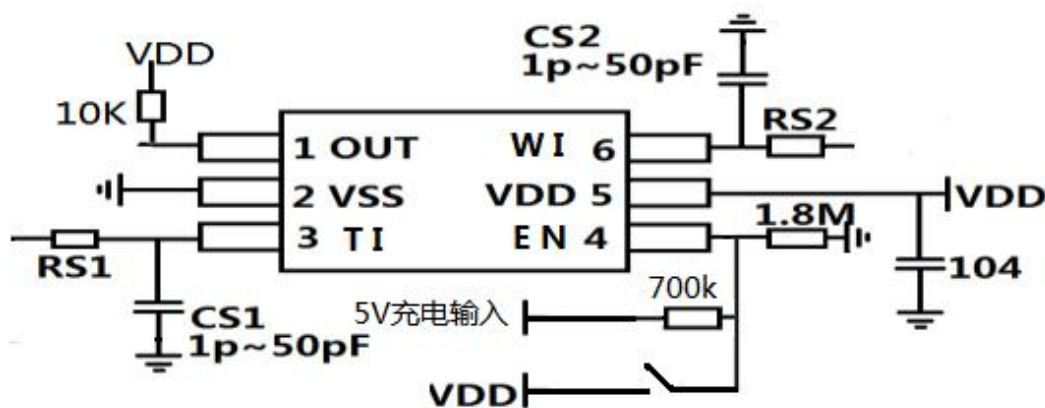 CS2
1p~50pF
VDD
10K
RS2
1 OUT
WI 6
2 VSS
VDD 5
VDD
3 TI
EN 4
1.8M
RS1
104
700k
5V充电输入
CS1
1p~50pF
VDD